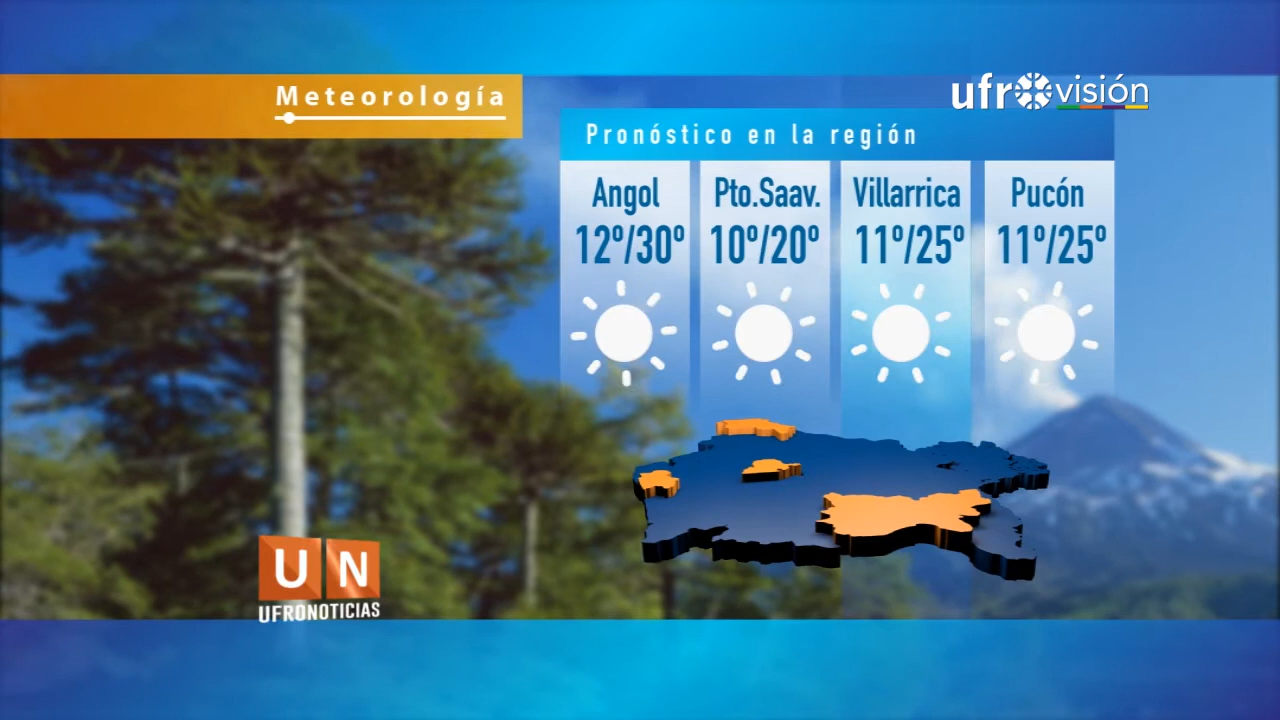 Meteorología
ufrovisión
Pronóstico en la región
Angol
12º/30º
Pto.Saav.
10º/20º
Villarrica
11º/25º
Pucón
11º/25º
UN
UFRONOTICIAS